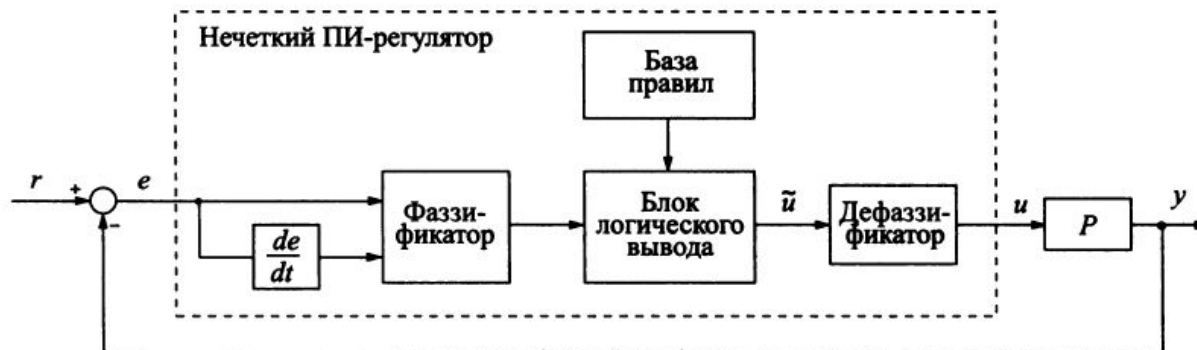 Нечеткий ПИ-регулятор
База
правил
r
+
−
e
de
dt
Фаззи-
фикатор
Блок
логического
вывода
ũ
Дефаззи-
фикатор
u
P
y